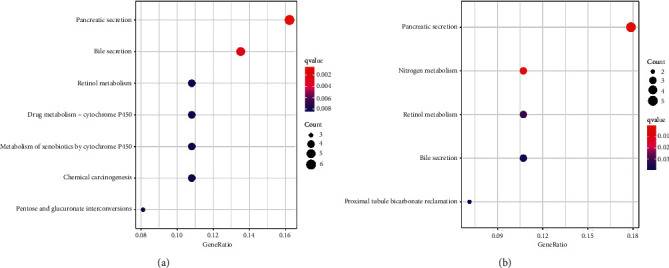 Pancreatic secretion
Bile secretion
Retinol metabolism
Drug metabolism – cytochrome P450
Metabolism of xenobiotics by cytochrome P450
Chemical carcinogenesis
Pentose and glucuronate interconversions
0.08 0.10 0.12 0.14 0.16
GeneRatio
qvalue
0.002
0.004
0.006
0.008
Count
3
4
5
6
(a)
Pancreatic secretion
Nitrogen metabolism
Retinol metabolism
Bile secretion
Proximal tubule bicarbonate reclamation
0.09 0.12 0.15 0.18
GeneRatio
Count
2
3
4
5
qvalue
0.01
0.02
0.03
(b)